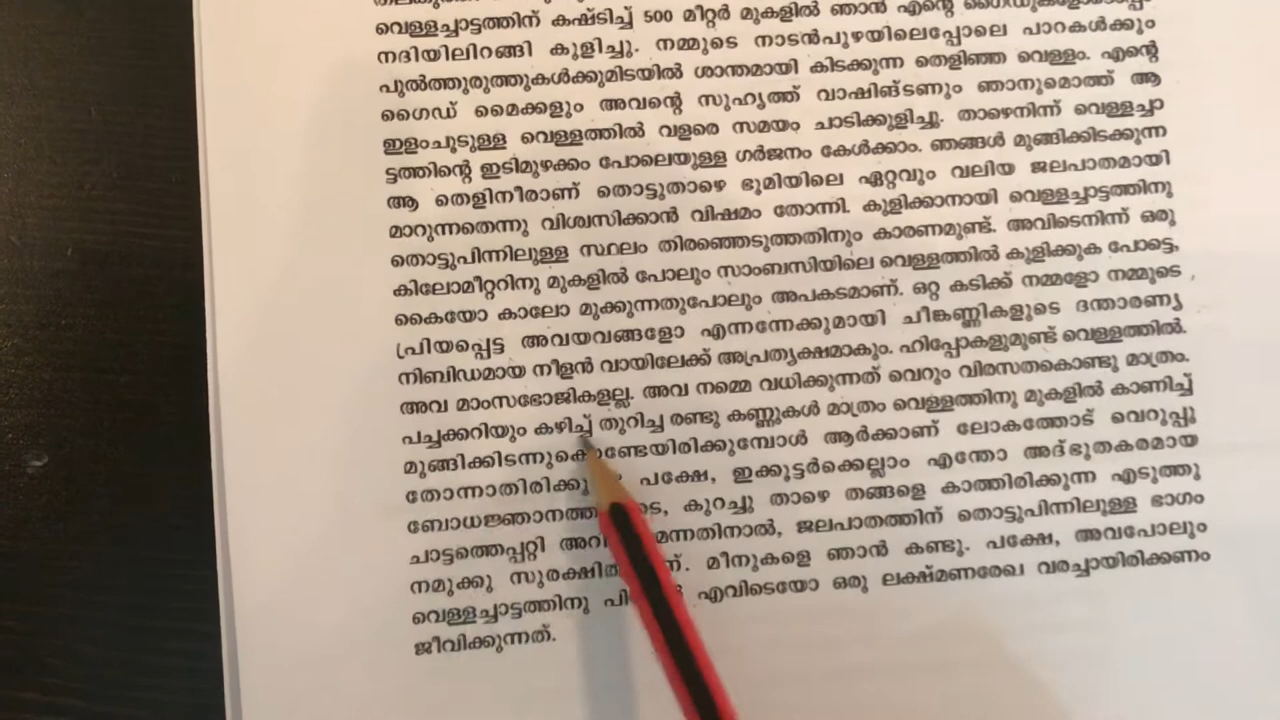 വെള്ളച്ചാട്ടത്തിന് കഷ്ടിച്ച് 500 മീറ്റർ മുകളിൽ ഞാൻ എന്റെ
നദിയിലിറങ്ങി കുളിച്ചു. നമ്മുടെ നാടൻപുഴയിലെപ്പോലെ പാറകൾക്കും
പുൽത്തുരുത്തുകൾക്കുമിടയിൽ ശാന്തമായി കിടക്കുന്ന തെളിഞ്ഞ വെള്ളം. എന്റെ
ഗൈഡ് മൈക്കളും അവന്റെ സുഹൃത്ത് വാഷിങ്ടണും ഞാനുമൊത്ത് ആ
ഇളംചൂടുള്ള വെള്ളത്തിൽ വളരെ സമയം ചാടിക്കുളിച്ചു. താഴെനിന്ന് വെള്ളച്ചാ
ട്ടത്തിന്റെ ഇടിമുഴക്കം പോലെയുള്ള ഗർജനം കേൾക്കാം. ഞങ്ങൾ മുങ്ങിക്കിടക്കുന്ന
ആ തെളിനീരാണ് തൊട്ടുതാഴെ ഭൂമിയിലെ ഏറ്റവും വലിയ ജലപാതമായി
മാറുന്നതെന്നു വിശ്വസിക്കാൻ വിഷമം തോന്നി. കുളിക്കാനായി വെള്ളച്ചാട്ടത്തിനു
തൊട്ടുപിന്നിലുള്ള സ്ഥലം തിരഞ്ഞെടുത്തതിനും കാരണമുണ്ട്. അവിടെനിന്ന് ഒരു
കിലോമീറ്ററിനു മുകളിൽ പോലും സാംബസിയിലെ വെള്ളത്തിൽ കുളിക്കുക പോട്ടെ,
കൈയോ കാലോ മുക്കുന്നതുപോലും അപകടമാണ്. ഒറ്റ കടിക്ക് നമ്മളോ നമ്മുടെ
പ്രിയപ്പെട്ട അവയവങ്ങളോ എന്നന്നേക്കുമായി ചീങ്കണ്ണികളുടെ ദന്താരണ്യ
നിബിഡമായ നീളൻ വായിലേക്ക് അപ്രത്യക്ഷമാകും. ഹിപ്പോകളുമുണ്ട് വെള്ളത്തിൽ.
അവ മാംസഭോജികളല്ല. അവ നമ്മെ വധിക്കുന്നത് വെറും വിരസതകൊണ്ടു മാത്രം.
പച്ചക്കറിയും കഴിച്ച് തുറിച്ച രണ്ടു കണ്ണുകൾ മാത്രം വെള്ളത്തിനു മുകളിൽ കാണിച്ച്
മുങ്ങിക്കിടന്നുകൊണ്ടേയിരിക്കുമ്പോൾ ആർക്കാണ് ലോകത്തോട് വെറുപ്പു
പക്ഷേ, ഇക്കൂട്ടർക്കെല്ലാം എന്തോ അദ്ഭുതകരമായ
കുറച്ചു താഴെ തങ്ങളെ കാത്തിരിക്കുന്ന എടുത്തു
ചാട്ടത്തെപ്പറ്റി ജലപാതത്തിന് തൊട്ടുപിന്നിലുള്ള ഭാഗം
നമുക്കു മീനുകളെ ഞാൻ കണ്ടു. പക്ഷേ, അവപോലും
വെള്ളച്ചാട്ടത്തിനു എവിടെയോ ഒരു ലക്ഷ്മണരേഖ വരച്ചായിരിക്കണം
ജീവിക്കുന്നത്.